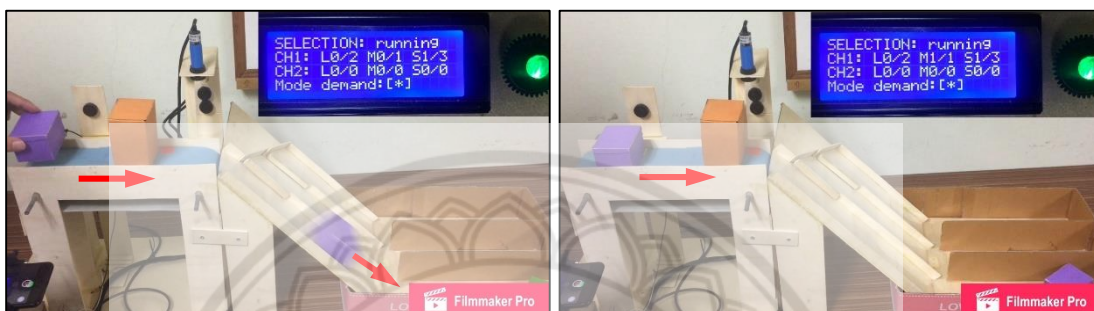 SELECTION: running
CH1: L0/2 M0/1 S1/3
CH2: L0/0 M0/0 S0/0
Mode demand:[*]
Filmmaker Pro
SELECTION: running
CH1: L0/2 M1/1 S1/3
CH2: L0/0 M0/0 S0/0
Mode demand:[*]
Filmmaker Pro